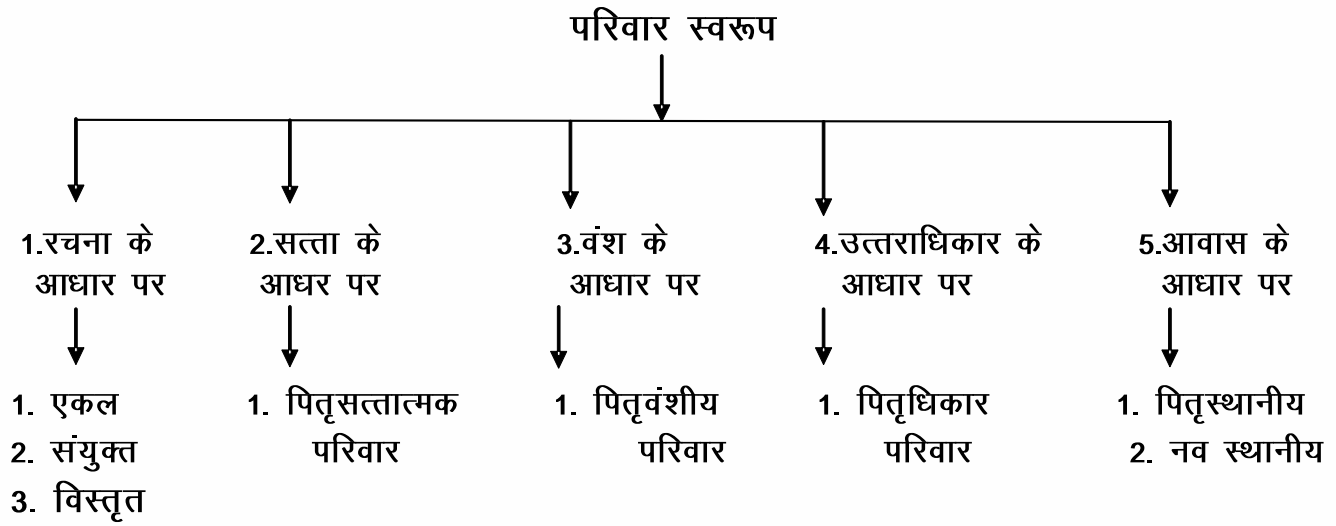 परिवार स्वरूप
1.रचना के
आधार पर
2.सत्ता के
आधर पर
3.वंश के
आधार पर
4.उत्तराधिकार के
आधार पर
5.आवास के
आधार पर
1. एकल
2. संयुक्त
3. विस्तृत
1. पितृसत्तात्मक
परिवार
1. पितृवंशीय
परिवार
1. पितृधिकार
परिवार
1. पितृस्थानीय
2. नव स्थानीय